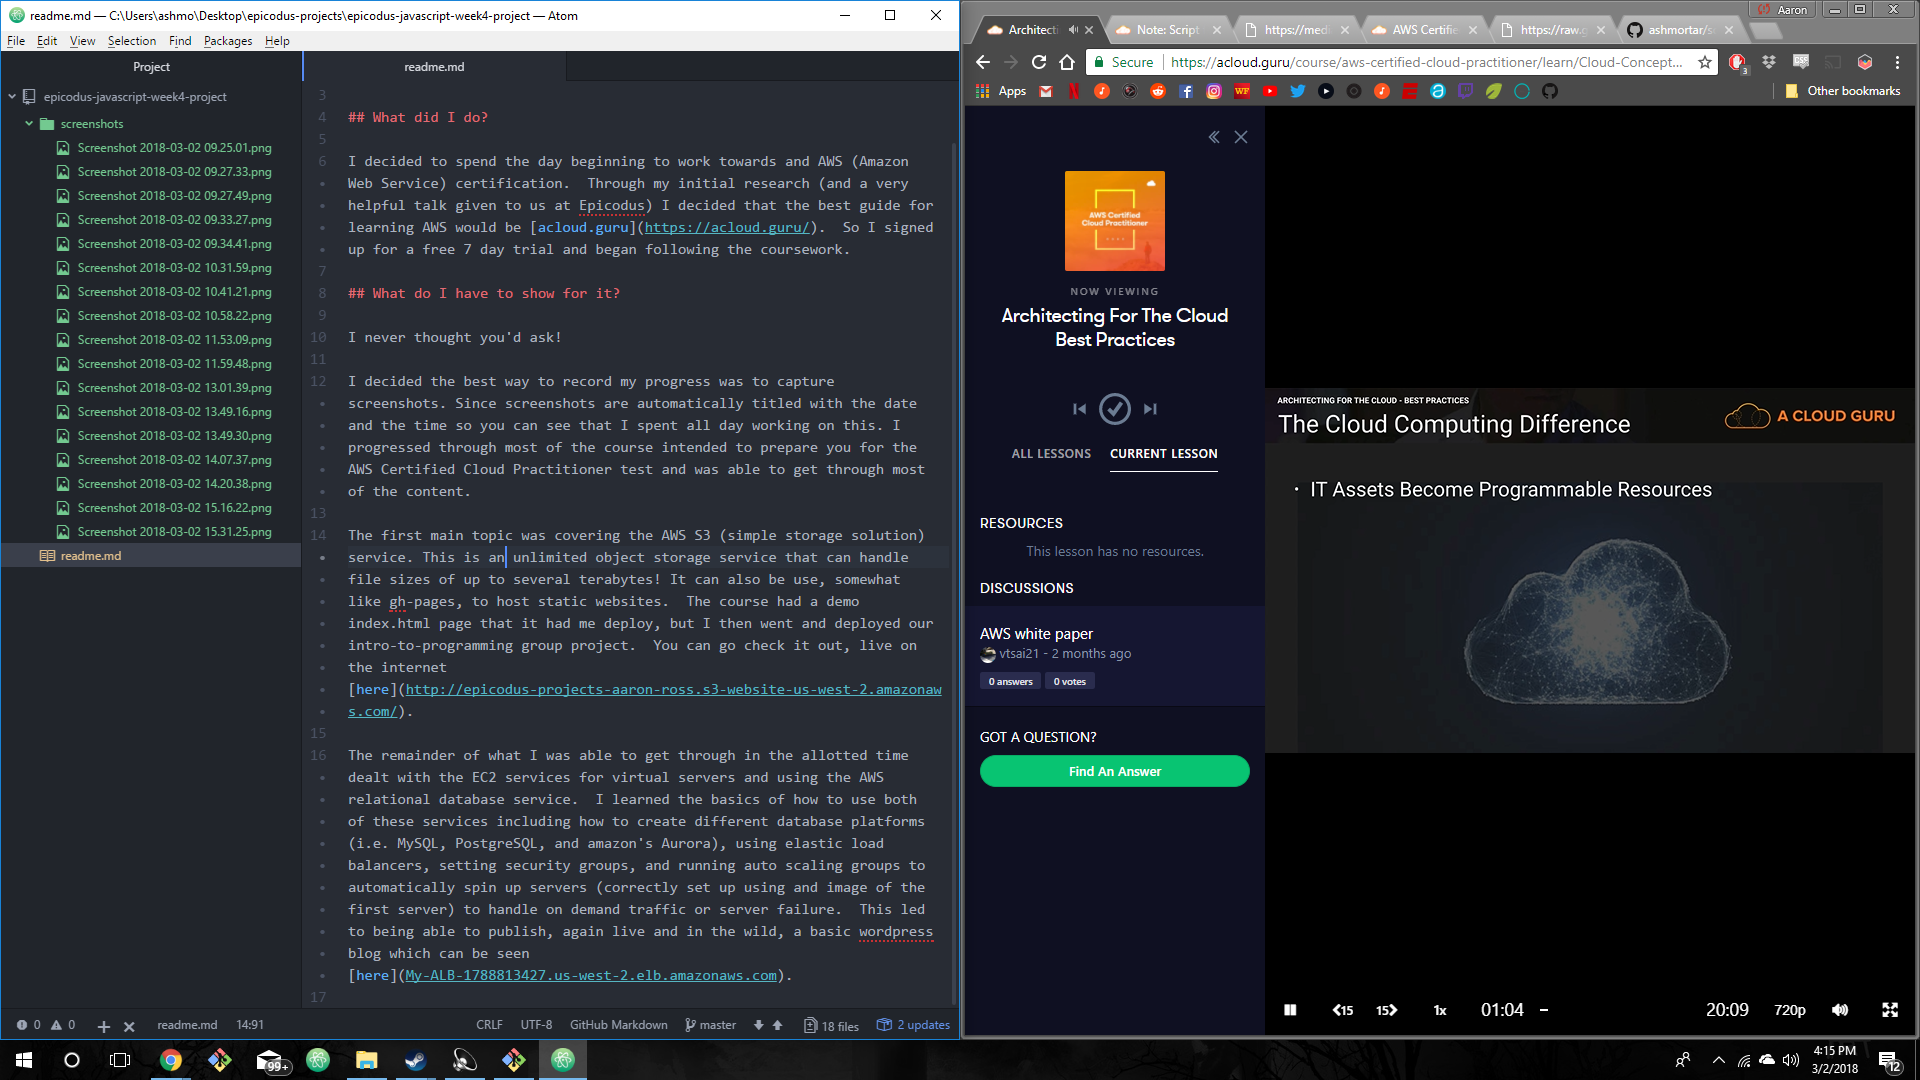 readme.md — C:\Users\ashmo\Desktop\epicodus-projects\epicodus-javascript-week4-project — Atom
File Edit View Selection Find Packages Help
Project
epicodus-javascript-week4-project
screenshots
Screenshot 2018-03-02 09.25.01.png
Screenshot 2018-03-02 09.27.33.png
Screenshot 2018-03-02 09.27.49.png
Screenshot 2018-03-02 09.33.27.png
Screenshot 2018-03-02 09.34.41.png
Screenshot 2018-03-02 10.31.59.png
Screenshot 2018-03-02 10.41.21.png
Screenshot 2018-03-02 10.58.22.png
Screenshot 2018-03-02 11.53.09.png
Screenshot 2018-03-02 11.59.48.png
Screenshot 2018-03-02 13.01.39.png
Screenshot 2018-03-02 13.49.16.png
Screenshot 2018-03-02 13.49.30.png
Screenshot 2018-03-02 14.07.37.png
Screenshot 2018-03-02 14.20.38.png
Screenshot 2018-03-02 15.16.22.png
Screenshot 2018-03-02 15.31.25.png
readme.md
readme.md
3
4 ## What did I do?
5
6 I decided to spend the day beginning to work towards and AWS (Amazon
Web Service) certification.  Through my initial research (and a very
helpful talk given to us at Epicodus) I decided that the best guide for
learning AWS would be [acloud.guru](https://acloud.guru/).  So I signed
up for a free 7 day trial and began following the coursework.
7
8 ## What do I have to show for it?
9
10 I never thought you'd ask!
11
12 I decided the best way to record my progress was to capture
screenshots. Since screenshots are automatically titled with the date
and the time so you can see that I spent all day working on this. I
progressed through most of the course intended to prepare you for the
AWS Certified Cloud Practitioner test and was able to get through most
of the content.
13
14 The first main topic was covering the AWS S3 (simple storage solution)
service. This is an unlimited object storage service that can handle
file sizes of up to several terabytes! It can also be use, somewhat
like gh-pages, to host static websites.  The course had a demo
index.html page that it had me deploy, but I then went and deployed our
intro-to-programming group project.  You can go check it out, live on
the internet
[here](http://epicodus-projects-aaron-ross.s3-website-us-west-2.amazonaw
s.com/).
15
16 The remainder of what I was able to get through in the allotted time
dealt with the EC2 services for virtual servers and using the AWS
relational database service.  I learned the basics of how to use both
of these services including how to create different database platforms
(i.e. MySQL, PostgreSQL, and amazon's Aurora), using elastic load
balancers, setting security groups, and running auto scaling groups to
automatically spin up servers (correctly set up using and image of the
first server) to handle on demand traffic or server failure.  This led
to being able to publish, again live and in the wild, a basic wordpress
blog which can be seen
[here](My-ALB-1788813427.us-west-2.elb.amazonaws.com).
17
0 0 readme.md 14:91 CRLF UTF-8 GitHub Markdown master 18 files 2 updates
Aaron
Architecti Note: Script https://medi AWS Certifie https://raw.g ashmortar/s
Secure https://acloud.guru/course/aws-certified-cloud-practitioner/learn/Cloud-Concept...
3
CSS
Apps WF Other bookmarks
AWS Certified
Cloud Practitioner
NOW VIEWING
Architecting For The Cloud
Best Practices
ALL LESSONS CURRENT LESSON
RESOURCES
This lesson has no resources.
DISCUSSIONS
AWS white paper
vtsai21 - 2 months ago
0 answers 0 votes
GOT A QUESTION?
Find An Answer
ARCHITECTING FOR THE CLOUD - BEST PRACTICES
The Cloud Computing Difference
A CLOUD GURU
• IT Assets Become Programmable Resources
15 15 1x 01:04 20:09 720p
99+
4:15 PM
3/2/2018
12